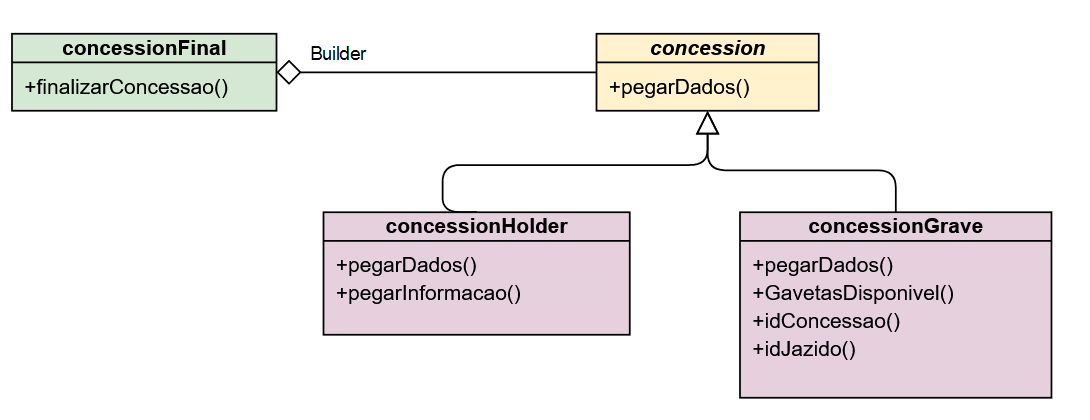 concessionFinal
+finalizarConcessao()
Builder
concession
+pegarDados()
concessionHolder
+pegarDados()
+pegarInformacao()
concessionGrave
+pegarDados()
+GavetasDisponivel()
+idConcessao()
+idJazido()